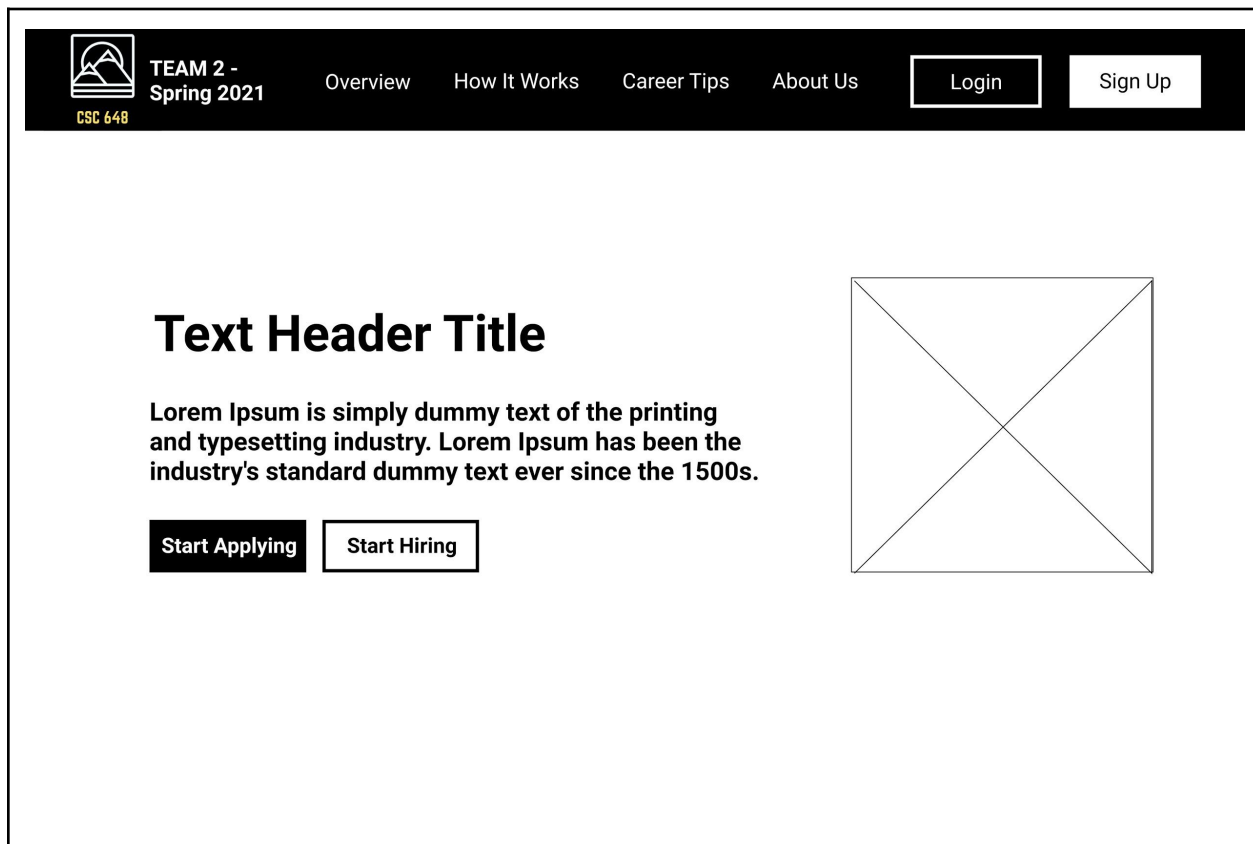 TEAM 2 -
Spring 2021
CSC 648
Overview
How It Works
Career Tips
About Us
Login
Sign Up
Text Header Title
Lorem Ipsum is simply dummy text of the printing
and typesetting industry. Lorem Ipsum has been the
industry's standard dummy text ever since the 1500s.
Start Applying
Start Hiring